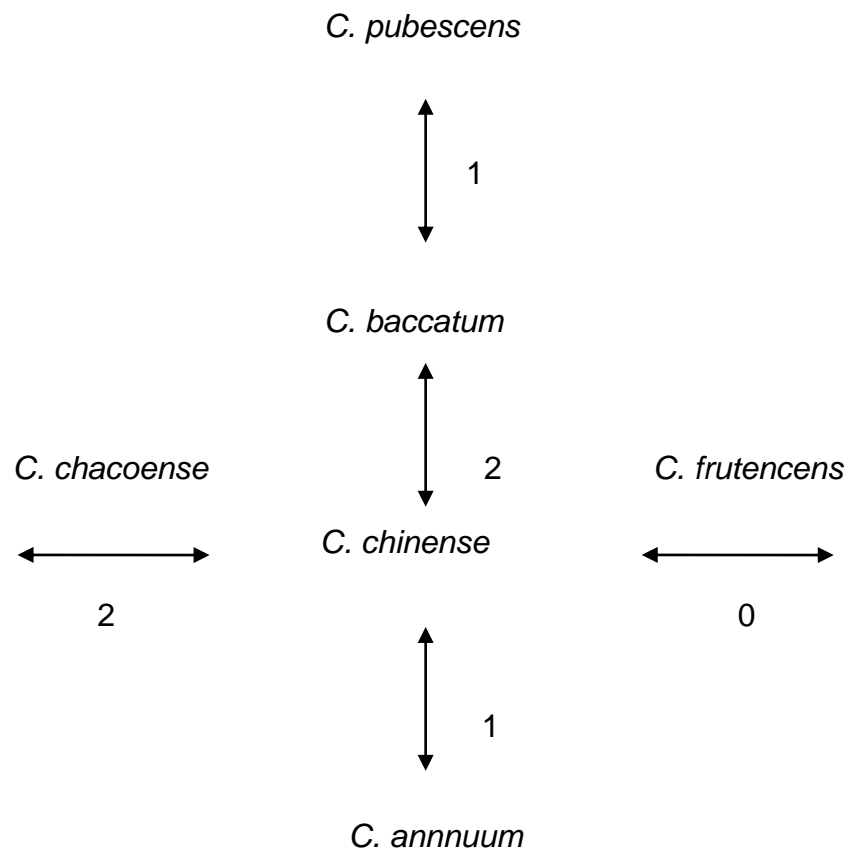 C. pubescens
1
C. baccatum
C. chacoense
2
C. frutencens
C. chinense
2
0
1
C. annnuum